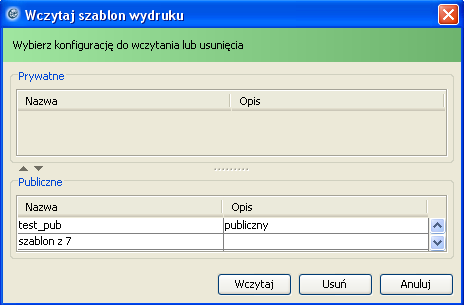 Wczytaj szablon wydruku
Wybierz konfigurację do wczytania lub usunięcia
Prywatne
Nazwa Opis
Publiczne
Nazwa Opis
test_pub publiczny
szablon z 7
Wczytaj Usuń Anuluj